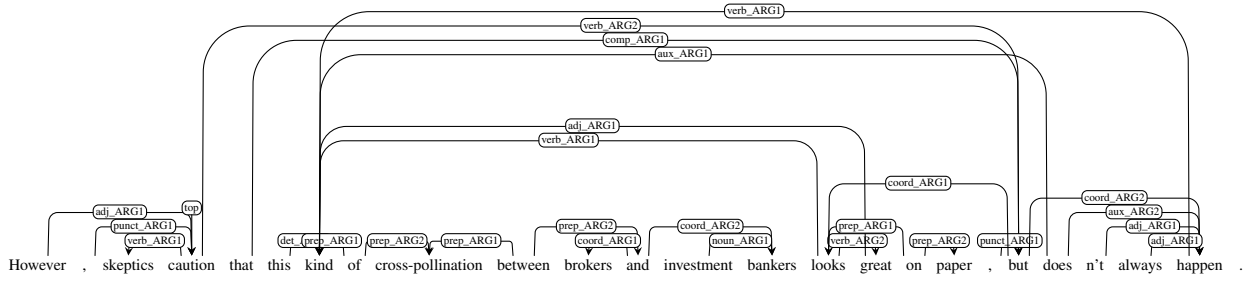 verb_ARG1
verb_ARG2
comp_ARG1
aux_ARG1
adj_ARG1
verb_ARG1
coord_ARG1
coord_ARG2
adj_ARG1 top aux_ARG2
punct_ARG1 prep_ARG2 coord_ARG2 prep_ARG1 adj_ARG1
verb_ARG1 det_ prep_ARG1 prep_ARG2 prep_ARG1 coord_ARG1 noun_ARG1 verb_ARG2 prep_ARG2 punct_ARG1 adj_ARG1
However , skeptics caution that this kind of cross-pollination between brokers and investment bankers looks great on paper , but does n't always happen .